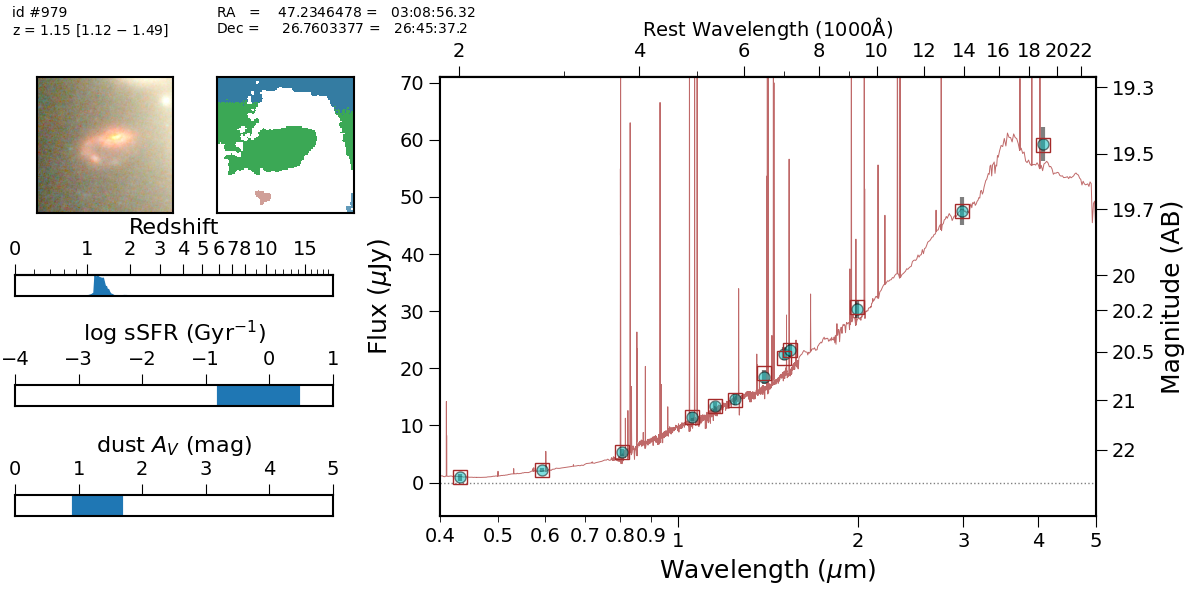 id #979
z = 1.15 [1.12 − 1.49]
RA = 47.2346478 = 03:08:56.32
Dec = 26.7603377 = 26:45:37.2
Redshift
0 1 2 3 4 5 6 7 8 10 15
log sSFR (Gyr⁻¹)
−4 −3 −2 −1 0 1
dust A_V (mag)
0 1 2 3 4 5
Rest Wavelength (1000Å)
2 4 6 8 10 12 14 16 18 20 22
Flux (μJy)
70
60
50
40
30
20
10
0
19.3
19.5
19.7
20
20.2
20.5
21
22
Magnitude (AB)
0.4 0.5 0.6 0.7 0.8 0.9 1 2 3 4 5
Wavelength (μm)